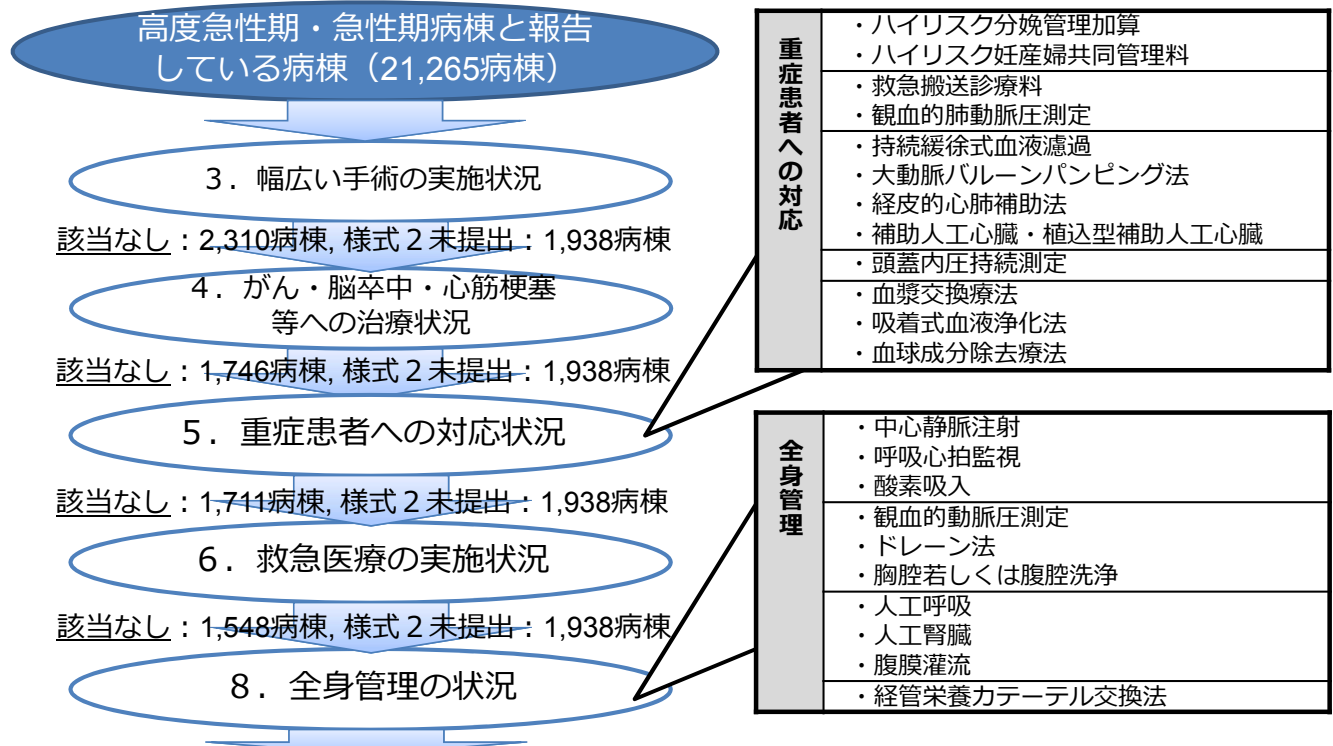 高度急性期・急性期病棟と報告
している病棟（21,265病棟）
３．幅広い手術の実施状況
該当なし：2,310病棟, 様式２未提出：1,938病棟
４．がん・脳卒中・心筋梗塞
等への治療状況
該当なし：1,746病棟, 様式２未提出：1,938病棟
５．重症患者への対応状況
該当なし：1,711病棟, 様式２未提出：1,938病棟
６．救急医療の実施状況
該当なし：1,548病棟, 様式２未提出：1,938病棟
８．全身管理の状況
重症患者への対応
・ハイリスク分娩管理加算
・ハイリスク妊産婦共同管理料
・救急搬送診療料
・観血的肺動脈圧測定
・持続緩徐式血液濾過
・大動脈バルーンパンピング法
・経皮的心肺補助法
・補助人工心臓・植込型補助人工心臓
・頭蓋内圧持続測定
・血漿交換療法
・吸着式血液浄化法
・血球成分除去療法
全身管理
・中心静脈注射
・呼吸心拍監視
・酸素吸入
・観血的動脈圧測定
・ドレーン法
・胸腔若しくは腹腔洗浄
・人工呼吸
・人工腎臓
・腹膜灌流
・経管栄養カテーテル交換法